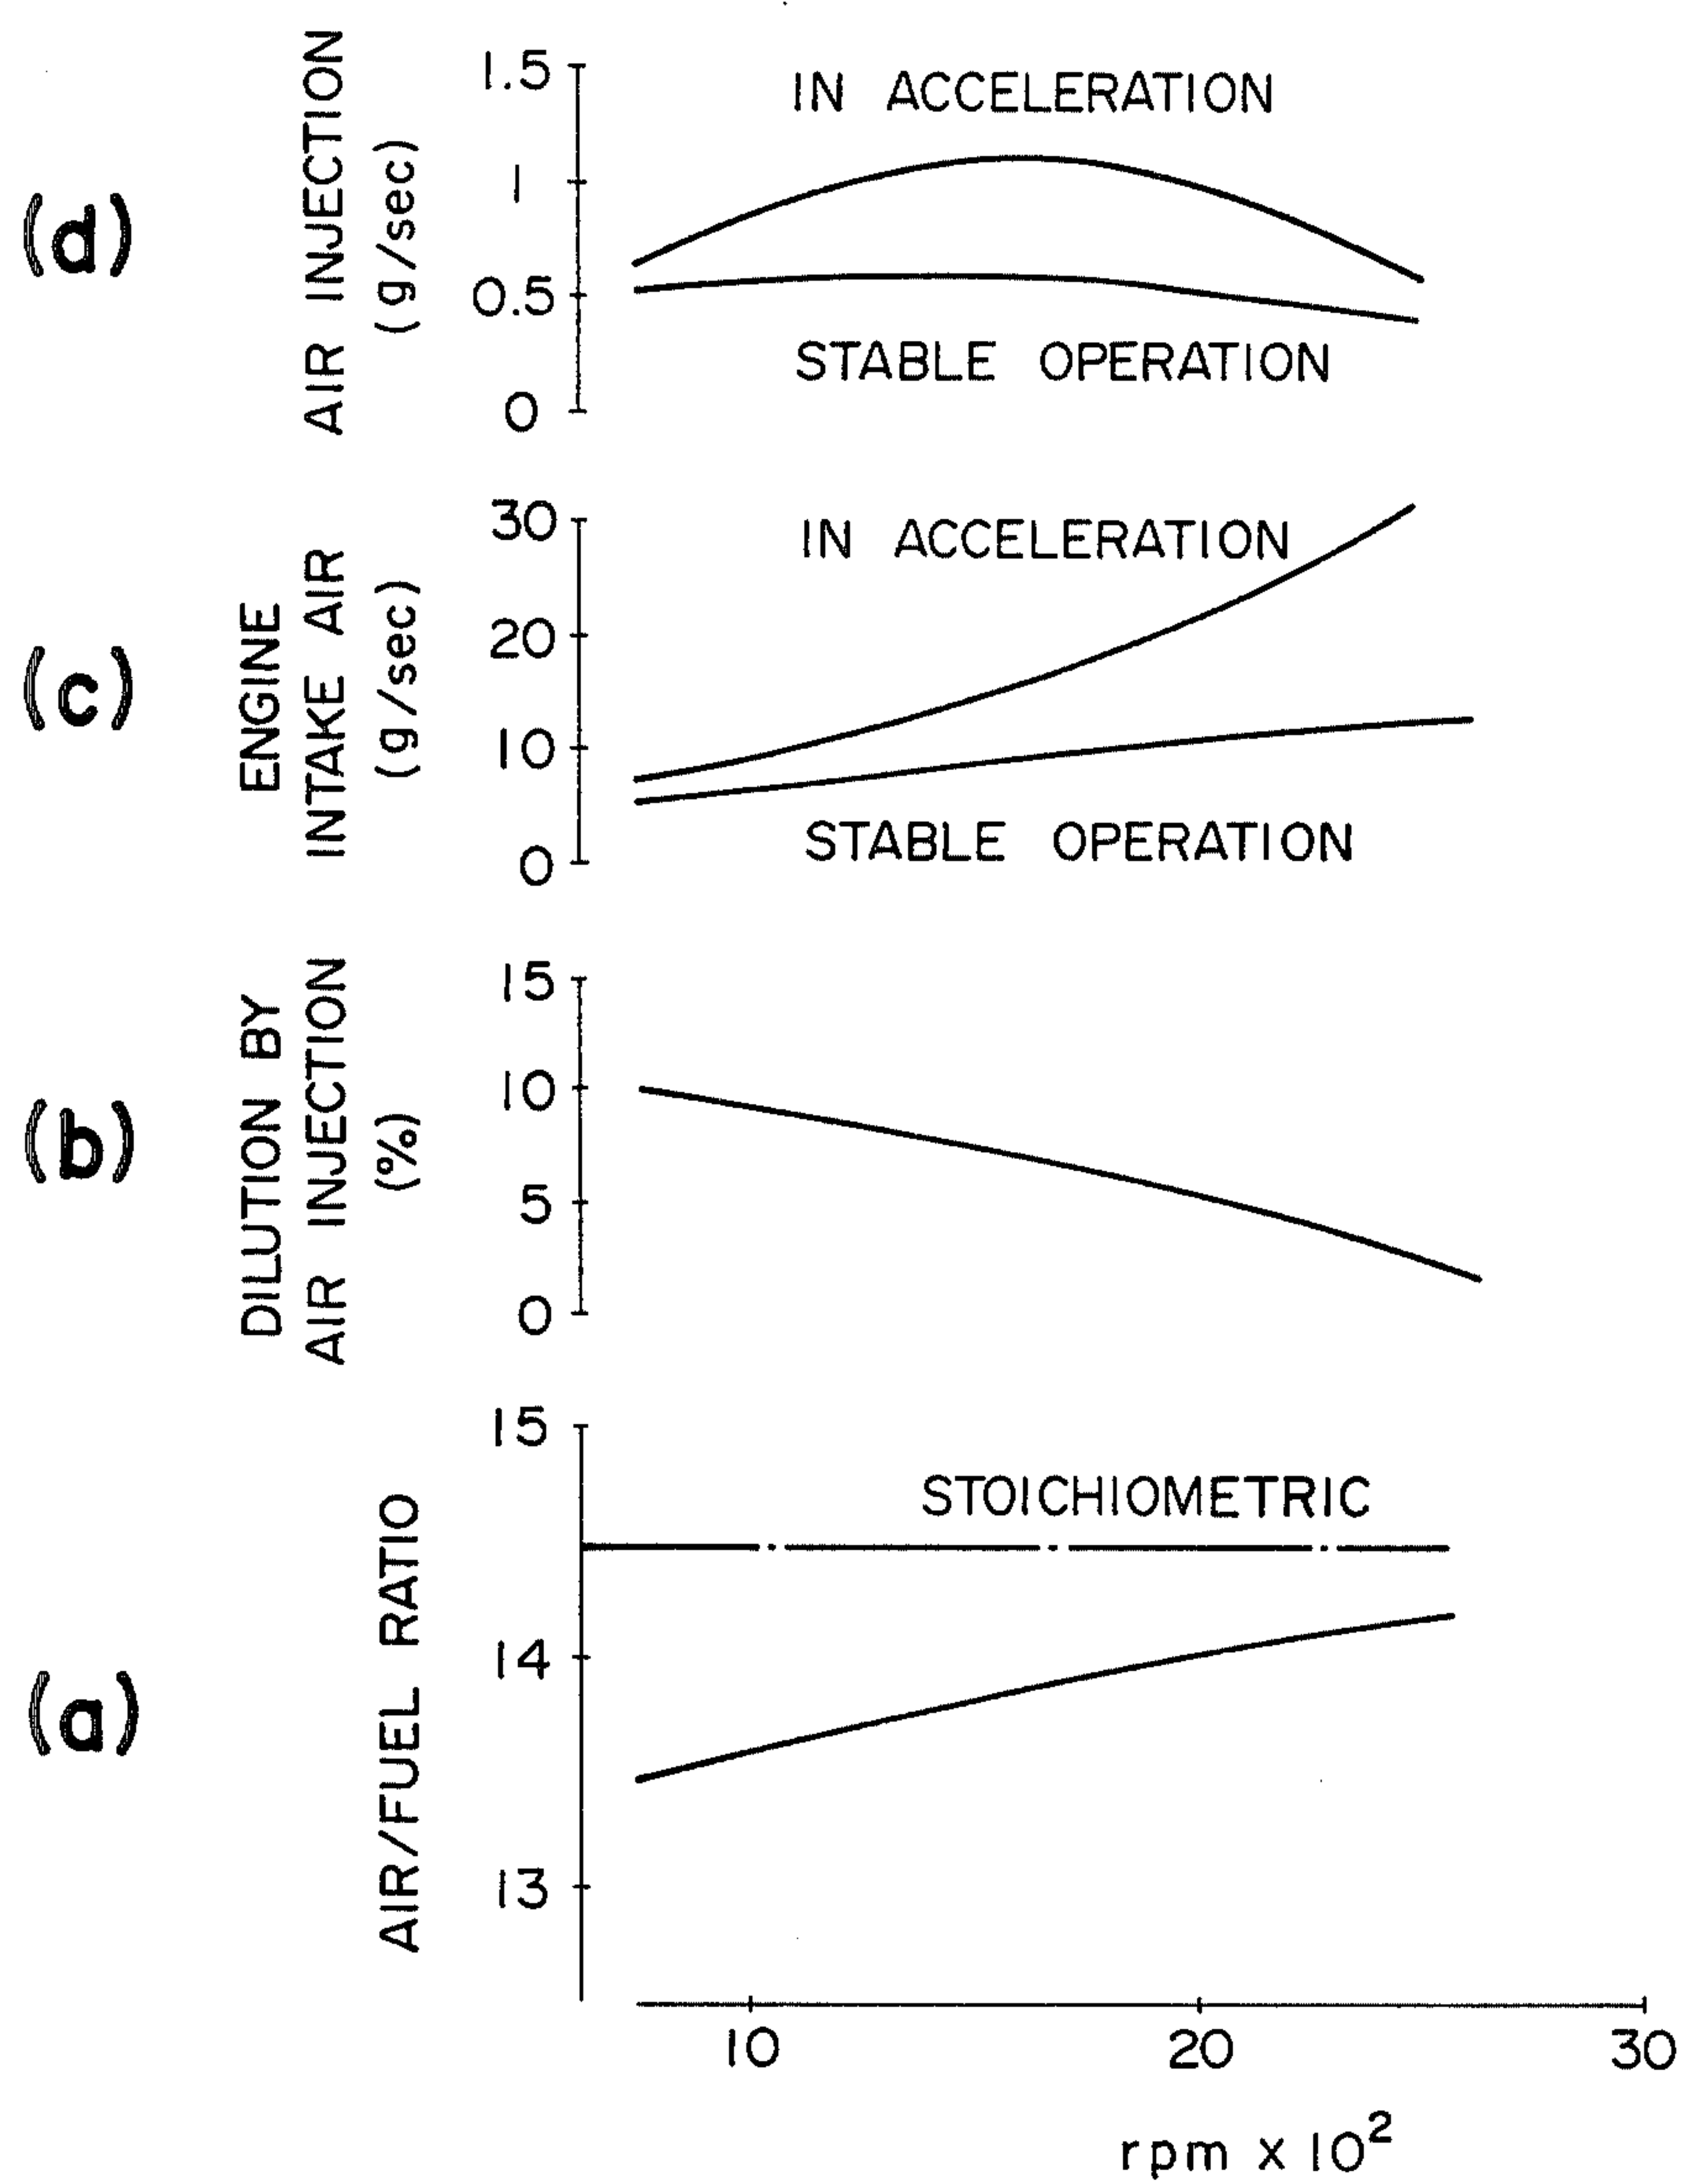 (d)
AIR INJECTION
(g/sec)
1.5
1
0.5
0
IN ACCELERATION
STABLE OPERATION
(c)
ENGINE
INTAKE AIR
(g/sec)
30
20
10
0
IN ACCELERATION
STABLE OPERATION
(b)
DILUTION BY
AIR INJECTION
(%)
15
10
5
0
(a)
AIR/FUEL RATIO
15
14
13
STOICHIOMETRIC
10 20 30
rpm x 10²